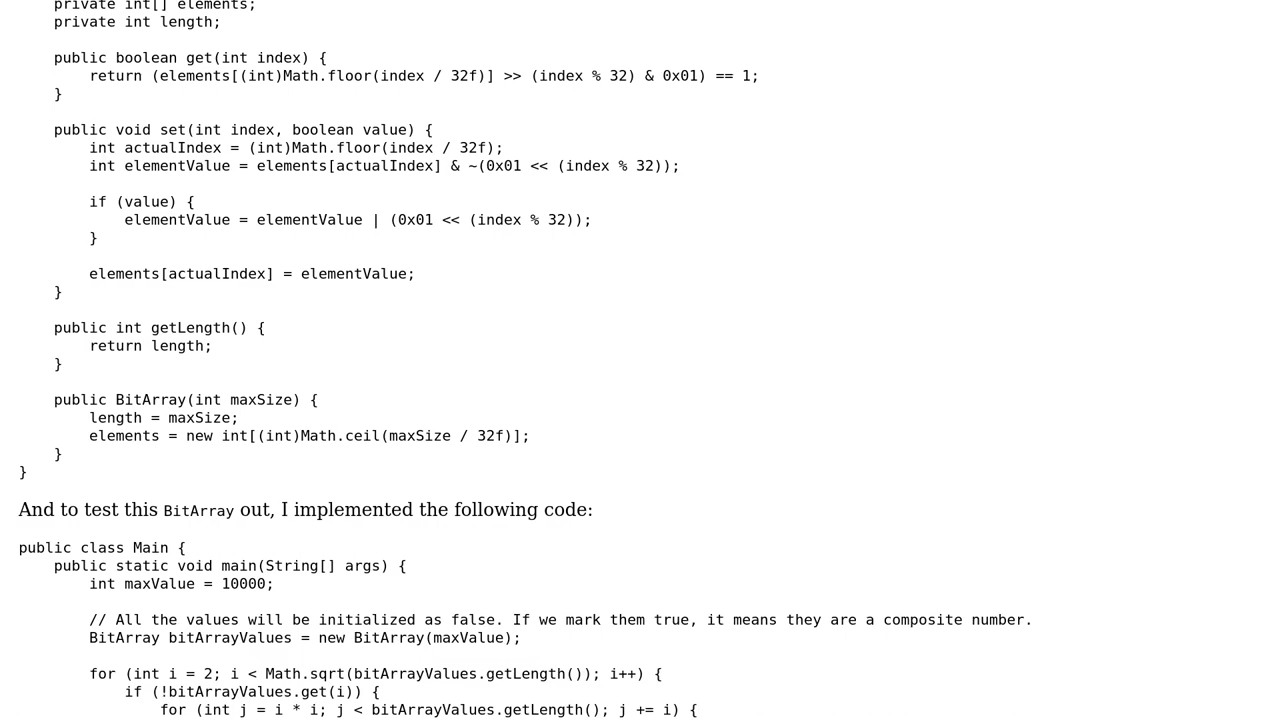 private int[] elements;
    private int length;

    public boolean get(int index) {
        return (elements[(int)Math.floor(index / 32f)] >> (index % 32) & 0x01) == 1;
    }

    public void set(int index, boolean value) {
        int actualIndex = (int)Math.floor(index / 32f);
        int elementValue = elements[actualIndex] & ~(0x01 << (index % 32));

        if (value) {
            elementValue = elementValue | (0x01 << (index % 32));
        }

        elements[actualIndex] = elementValue;
    }

    public int getLength() {
        return length;
    }

    public BitArray(int maxSize) {
        length = maxSize;
        elements = new int[(int)Math.ceil(maxSize / 32f)];
    }
}
And to test this BitArray out, I implemented the following code:
public class Main {
    public static void main(String[] args) {
        int maxValue = 10000;

        // All the values will be initialized as false. If we mark them true, it means they are a composite number.
        BitArray bitArrayValues = new BitArray(maxValue);

        for (int i = 2; i < Math.sqrt(bitArrayValues.getLength()); i++) {
            if (!bitArrayValues.get(i)) {
                for (int j = i * i; j < bitArrayValues.getLength(); j += i) {